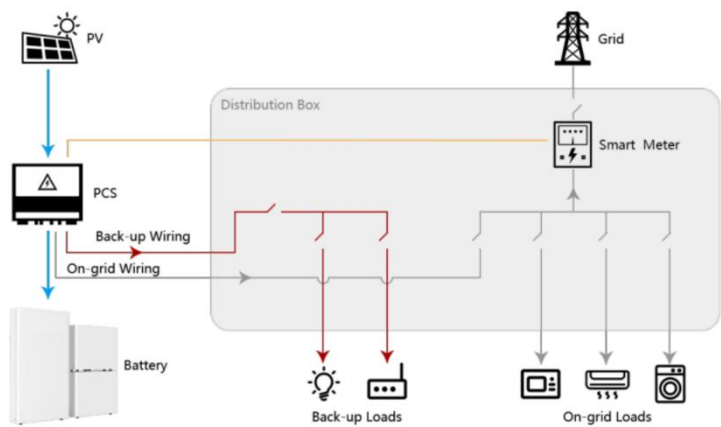 PV
Grid
Distribution Box
Smart Meter
PCS
Back-up Wiring
On-grid Wiring
Battery
Back-up Loads
On-grid Loads